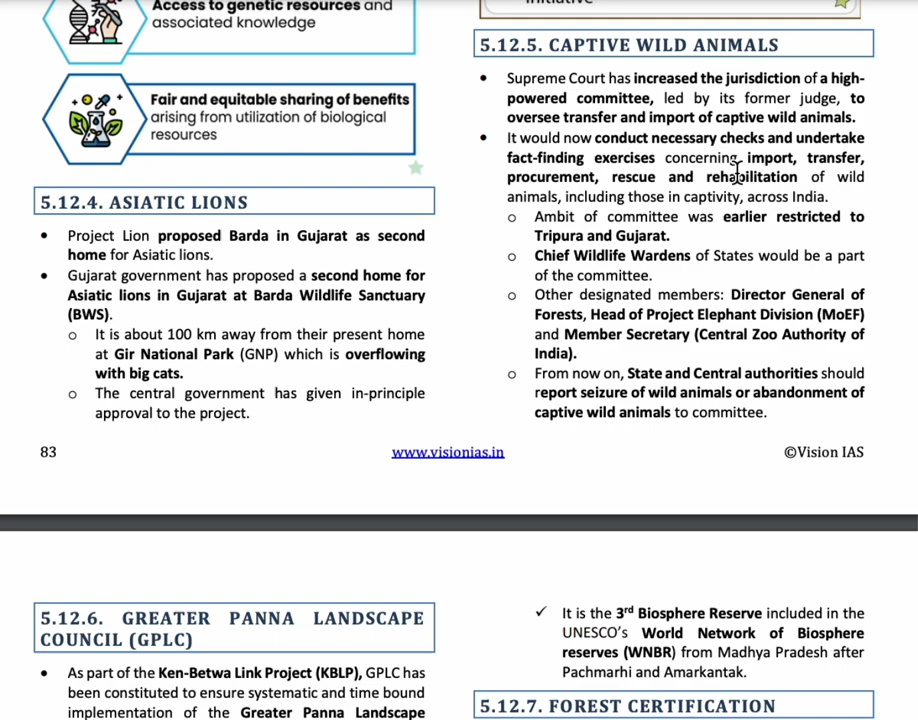 Access to genetic resources and
associated knowledge
Fair and equitable sharing of benefits
arising from utilization of biological
resources
5.12.4. ASIATIC LIONS
• Project Lion proposed Barda in Gujarat as second
home for Asiatic lions.
• Gujarat government has proposed a second home for
Asiatic lions in Gujarat at Barda Wildlife Sanctuary
(BWS).
o It is about 100 km away from their present home
at Gir National Park (GNP) which is overflowing
with big cats.
o The central government has given in-principle
approval to the project.
5.12.5. CAPTIVE WILD ANIMALS
• Supreme Court has increased the jurisdiction of a high-
powered committee, led by its former judge, to
oversee transfer and import of captive wild animals.
• It would now conduct necessary checks and undertake
fact-finding exercises concerning import, transfer,
procurement, rescue and rehabilitation of wild
animals, including those in captivity, across India.
o Ambit of committee was earlier restricted to
Tripura and Gujarat.
o Chief Wildlife Wardens of States would be a part
of the committee.
o Other designated members: Director General of
Forests, Head of Project Elephant Division (MoEF)
and Member Secretary (Central Zoo Authority of
India).
o From now on, State and Central authorities should
report seizure of wild animals or abandonment of
captive wild animals to committee.
83 www.visionias.in ©Vision IAS
5.12.6. GREATER PANNA LANDSCAPE
COUNCIL (GPLC)
• As part of the Ken-Betwa Link Project (KBLP), GPLC has
been constituted to ensure systematic and time bound
implementation of the Greater Panna Landscape
✓ It is the 3rd Biosphere Reserve included in the
UNESCO's World Network of Biosphere
reserves (WNBR) from Madhya Pradesh after
Pachmarhi and Amarkantak.
5.12.7. FOREST CERTIFICATION